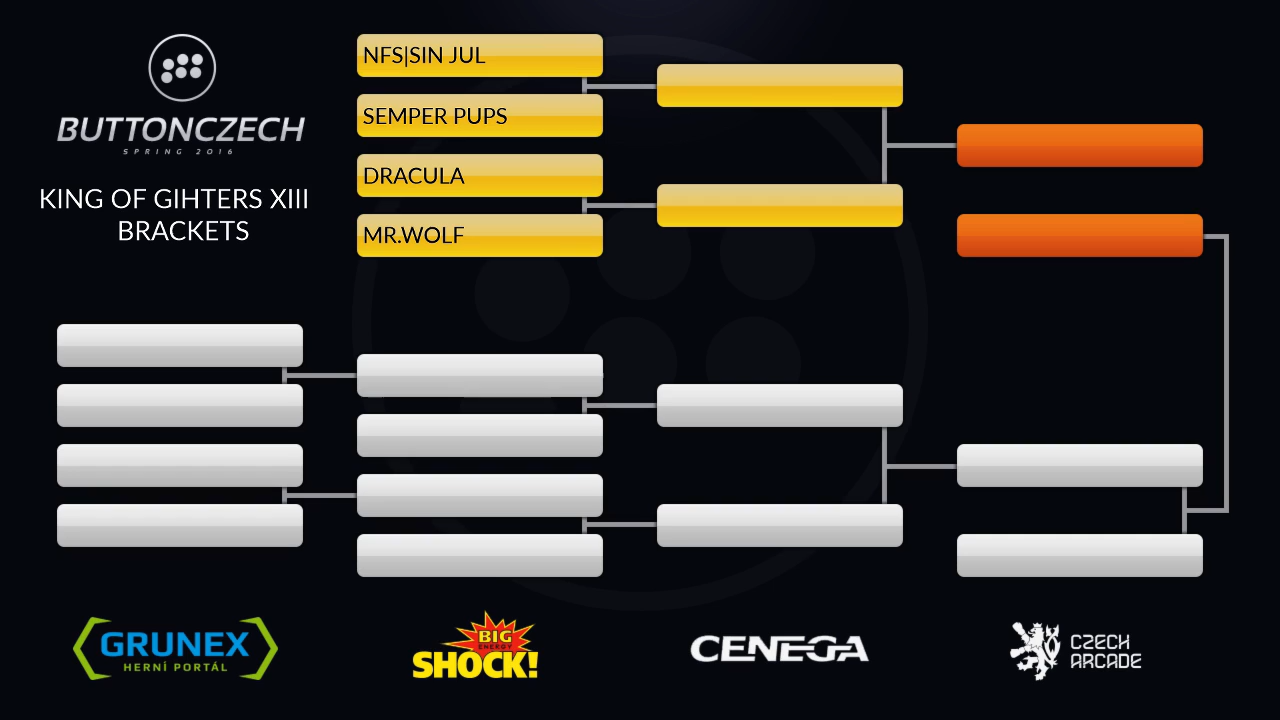 BUTTONCZECH
SPRING 2016
KING OF GIHTERS XIII
BRACKETS
NFS|SIN JUL
SEMPER PUPS
DRACULA
MR.WOLF
GRUNEX
HERNÍ PORTÁL
BIG
ENERGY
SHOCK!
CENEGA
CZECH
ARCADE